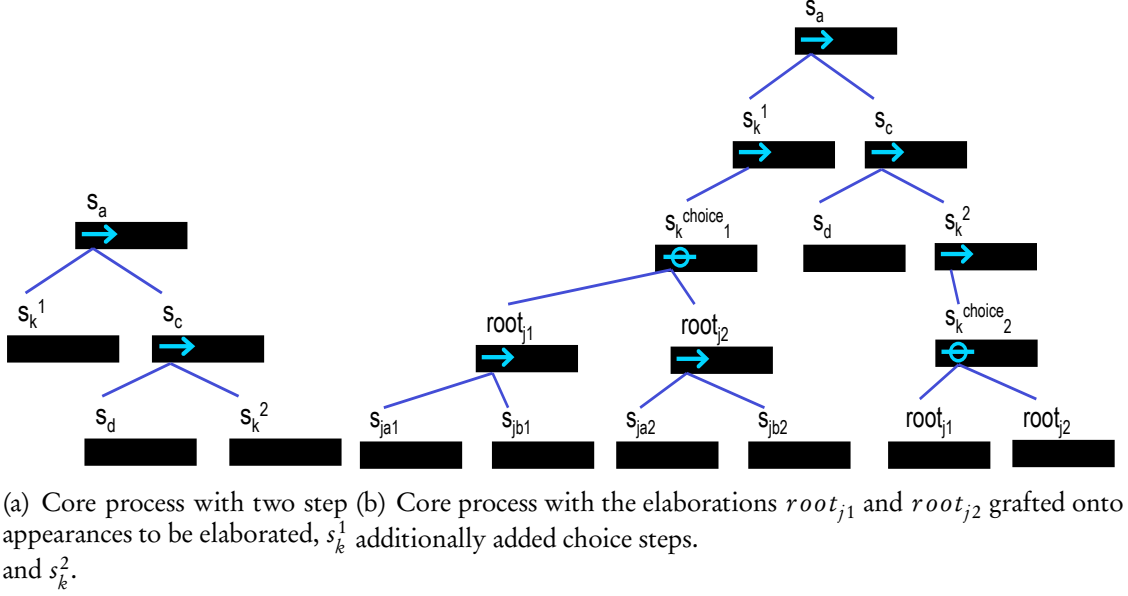 s_a
s_k^1
s_c
s_d
s_k^2
s_a
s_k^1 s_c
s_k^choice_1 s_d s_k^2
root_j1 root_j2 s_k^choice_2
s_ja1 s_jb1 s_ja2 s_jb2 root_j1 root_j2
(a) Core process with two step
appearances to be elaborated, s_k^1
and s_k^2.
(b) Core process with the elaborations root_j1 and root_j2 grafted onto
additionally added choice steps.